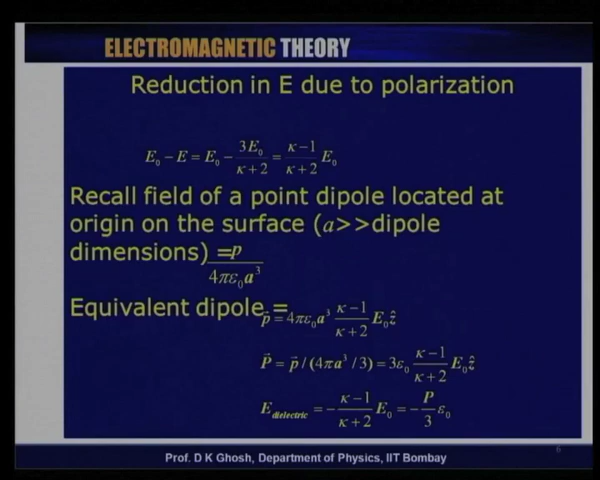 ELECTROMAGNETIC THEORY
Reduction in E due to polarization
E₀ − E = E₀ − 3E₀/(κ+2) = (κ−1)/(κ+2) E₀
Recall field of a point dipole located at
origin on the surface (a>>dipole
dimensions) = p/(4πε₀a³)
Equivalent dipole = p⃗ = 4πε₀a³ (κ−1)/(κ+2) E₀ẑ
P⃗ = p⃗/(4πa³/3) = 3ε₀ (κ−1)/(κ+2) E₀ẑ
E_dielectric = −(κ−1)/(κ+2) E₀ = −P/3 ε₀
6
Prof. D K Ghosh, Department of Physics, IIT Bombay